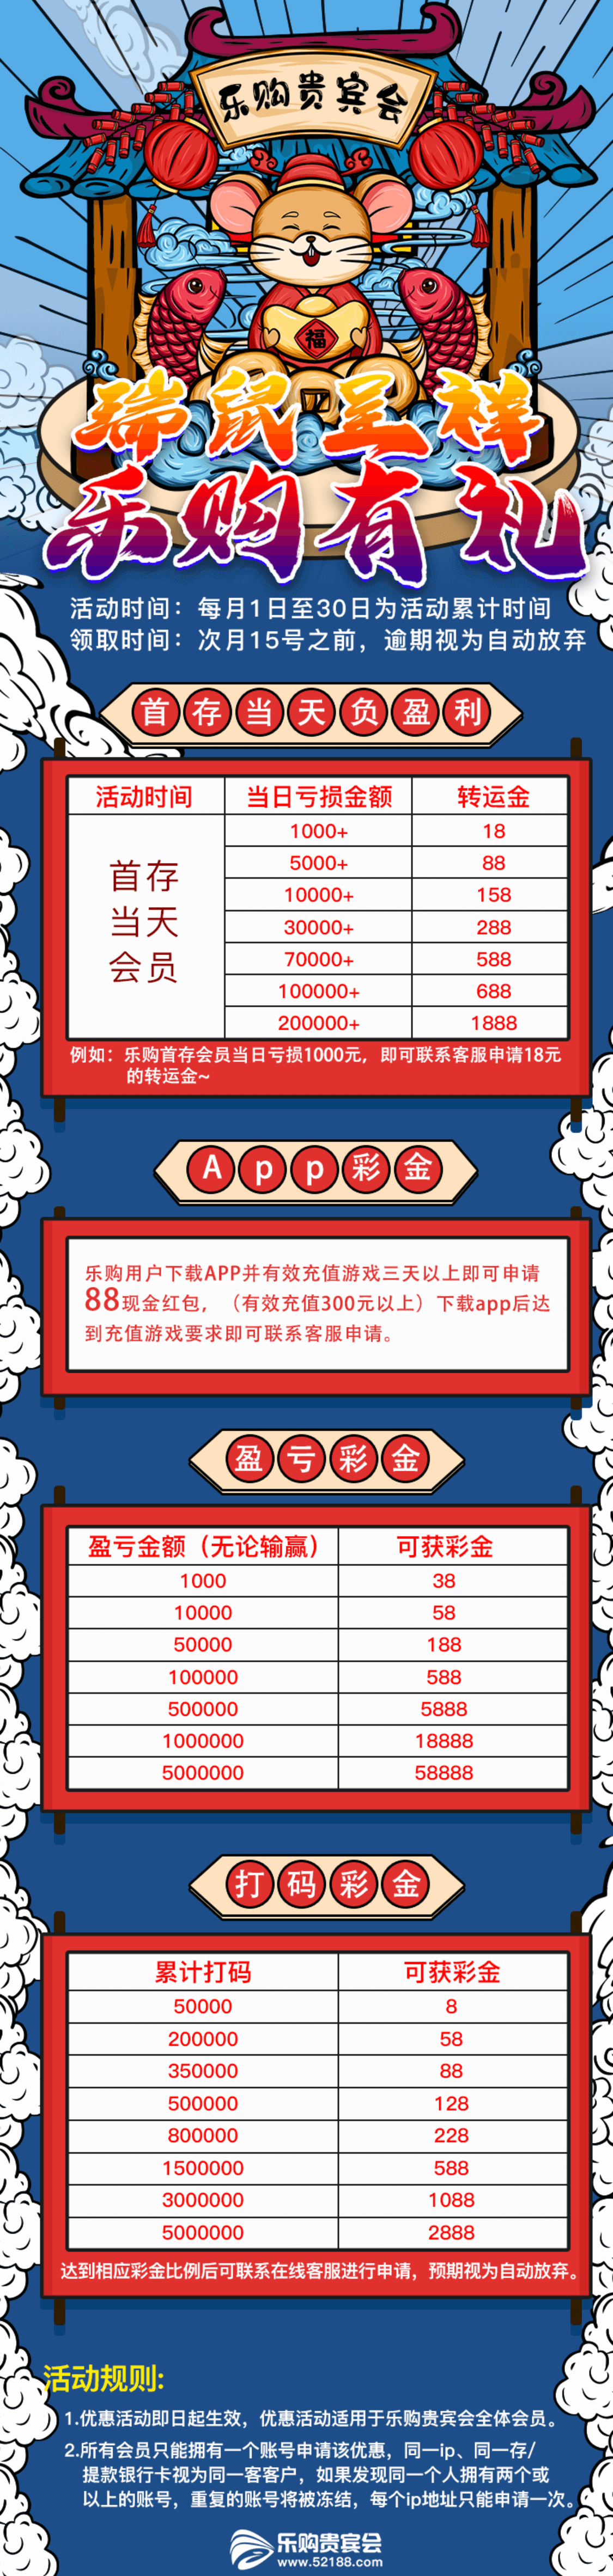 乐购贵宾会
福
瑞鼠呈祥
乐购有礼
活动时间：每月1日至30日为活动累计时间
领取时间：次月15号之前，逾期视为自动放弃
首存当天负盈利
活动时间 当日亏损金额 转运金
首存
当天
会员
1000+ 18
5000+ 88
10000+ 158
30000+ 288
70000+ 588
100000+ 688
200000+ 1888
例如：乐购首存会员当日亏损1000元，即可联系客服申请18元
的转运金~
App彩金
乐购用户下载APP并有效充值游戏三天以上即可申请
88现金红包，（有效充值300元以上）下载app后达
到充值游戏要求即可联系客服申请。
盈亏彩金
盈亏金额（无论输赢） 可获彩金
1000 38
10000 58
50000 188
100000 588
500000 5888
1000000 18888
5000000 58888
打码彩金
累计打码 可获彩金
50000 8
200000 58
350000 88
500000 128
800000 228
1500000 588
3000000 1088
5000000 2888
达到相应彩金比例后可联系在线客服进行申请，预期视为自动放弃。
活动规则:
1.优惠活动即日起生效，优惠活动适用于乐购贵宾会全体会员。
2.所有会员只能拥有一个账号申请该优惠，同一ip、同一存/
提款银行卡视为同一客客户，如果发现同一个人拥有两个或
以上的账号，重复的账号将被冻结，每个ip地址只能申请一次。
乐购贵宾会
www.52188.com